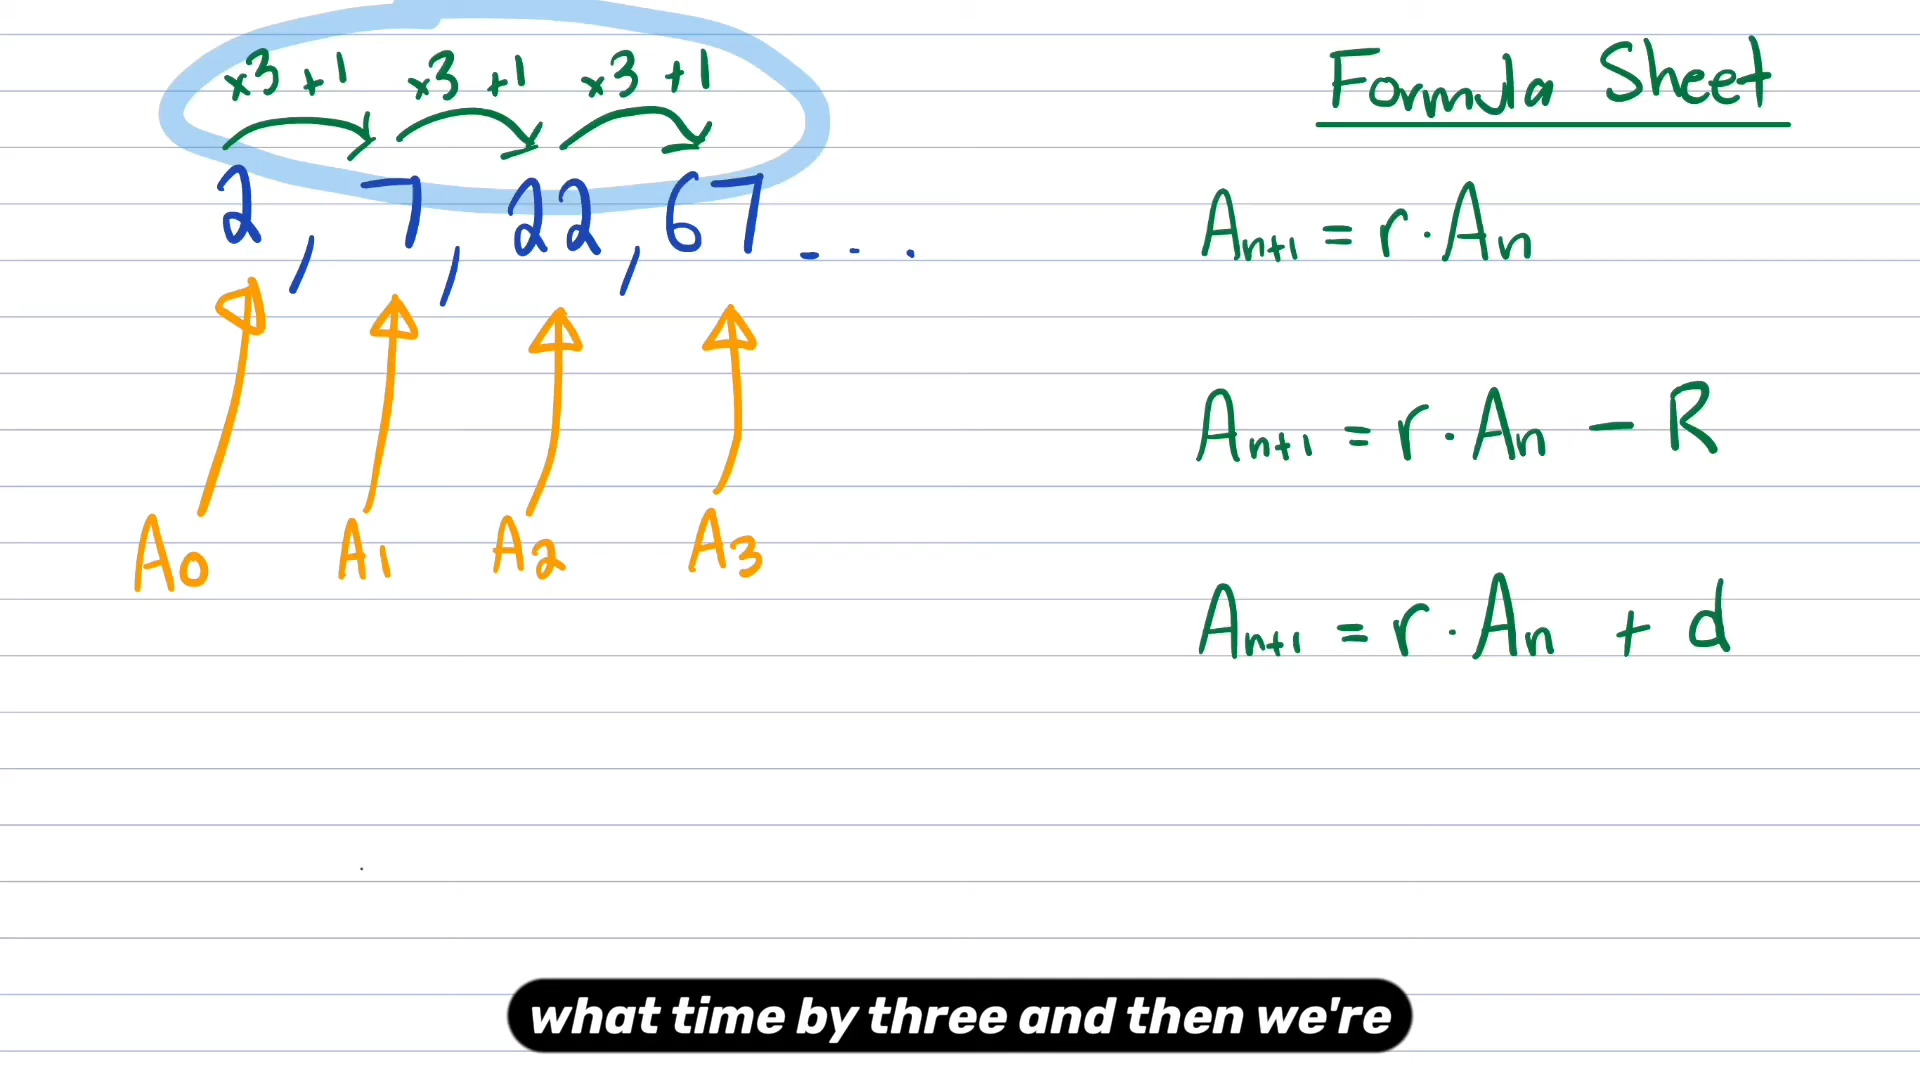 x3 +1 x3 +1 x3 +1
2, 7, 22, 67 ...
A0 A1 A2 A3
Formula Sheet
An+1 = r·An
An+1 = r·An − R
An+1 = r·An + d
what time by three and then we're